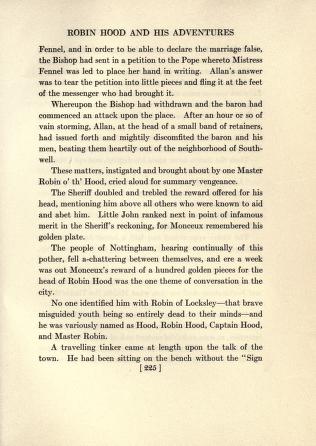 ROBIN HOOD AND HIS ADVENTURES
Fennel, and in order to be able to declare the marriage false,
the Bishop had sent in a petition to the Pope whereto Mistress
Fennel was led to place her hand in writing. Allan's answer
was to tear the petition into little pieces and fling it at the feet
of the messenger who had brought it.
Whereupon the Bishop had withdrawn and the baron had
commenced an attack upon the place. After an hour or so of
vain storming, Allan, at the head of a small band of retainers,
had issued forth and mightily discomfited the baron and his
men, beating them heartily out of the neighborhood of South-
well.
These matters, instigated and brought about by one Master
Robin o' th' Hood, cried aloud for summary vengeance.
The Sheriff doubled and trebled the reward offered for his
head, mentioning him above all others who were known to aid
and abet him. Little John ranked next in point of infamous
merit in the Sheriff's reckoning, for Monceux remembered his
golden plate.
The people of Nottingham, hearing continually of this
pother, fell a-chattering between themselves, and ere a week
was out Monceux's reward of a hundred golden pieces for the
head of Robin Hood was the one theme of conversation in the
city.
No one identified him with Robin of Locksley—that brave
misguided youth being so entirely dead to their minds—and
he was variously named as Hood, Robin Hood, Captain Hood,
and Master Robin.
A travelling tinker came at length upon the talk of the
town. He had been sitting on the bench without the "Sign
[ 225 ]